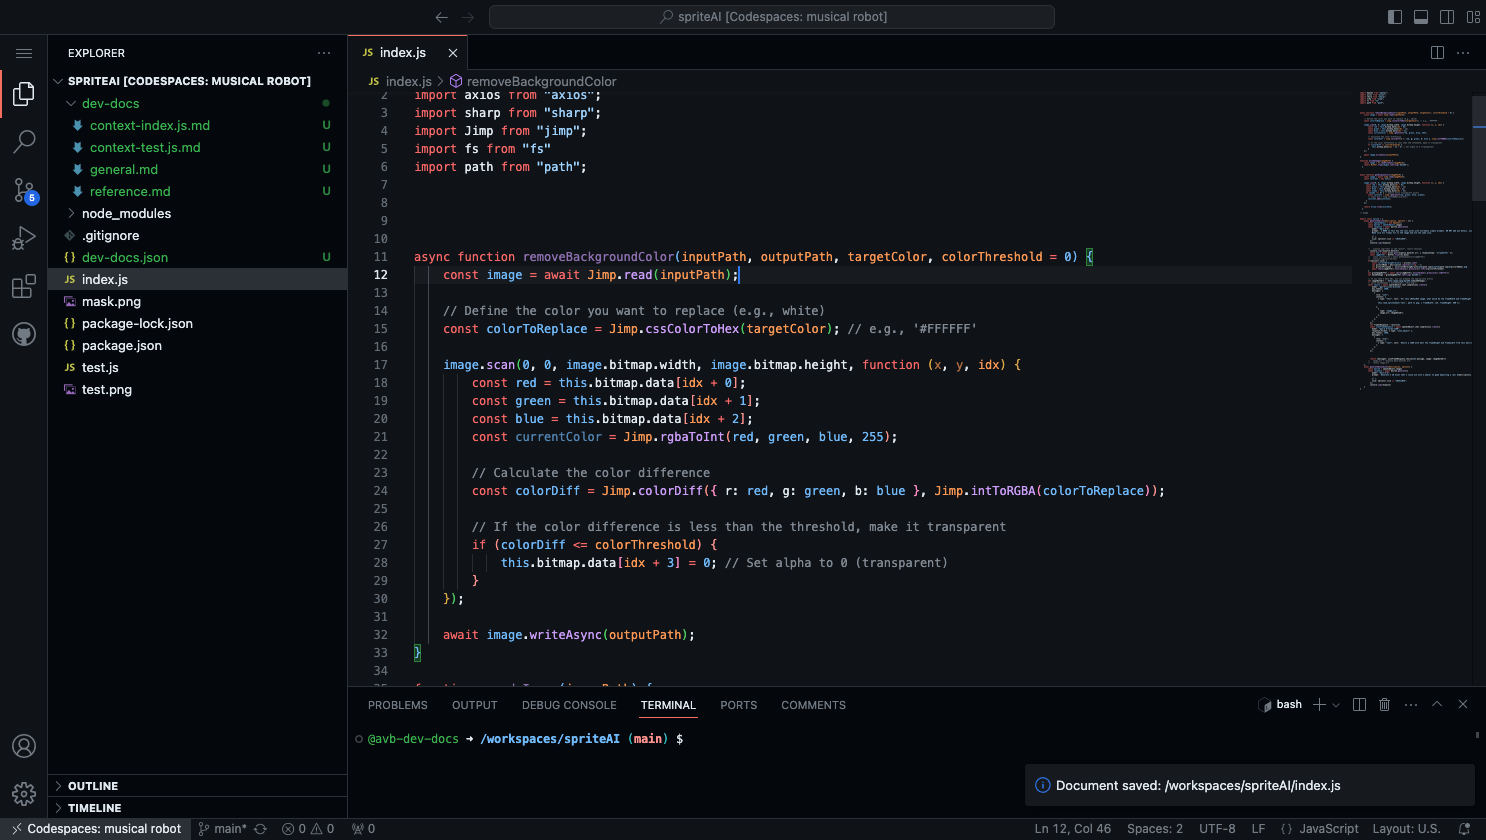 spriteAI [Codespaces: musical robot]
EXPLORER
SPRITEAI [CODESPACES: MUSICAL ROBOT]
dev-docs
context-index.js.md U
context-test.js.md U
general.md U
reference.md U
node_modules
.gitignore
{} dev-docs.json U
JS index.js
mask.png
{} package-lock.json
{} package.json
JS test.js
test.png
OUTLINE
TIMELINE
5
JS index.js
JS index.js > removeBackgroundColor
2 import axios from "axios";
3 import sharp from "sharp";
4 import Jimp from "jimp";
5 import fs from "fs"
6 import path from "path";
7
8
9
10
11 async function removeBackgroundColor(inputPath, outputPath, targetColor, colorThreshold = 0) {
12 const image = await Jimp.read(inputPath);
13
14 // Define the color you want to replace (e.g., white)
15 const colorToReplace = Jimp.cssColorToHex(targetColor); // e.g., '#FFFFFF'
16
17 image.scan(0, 0, image.bitmap.width, image.bitmap.height, function (x, y, idx) {
18 const red = this.bitmap.data[idx + 0];
19 const green = this.bitmap.data[idx + 1];
20 const blue = this.bitmap.data[idx + 2];
21 const currentColor = Jimp.rgbaToInt(red, green, blue, 255);
22
23 // Calculate the color difference
24 const colorDiff = Jimp.colorDiff({ r: red, g: green, b: blue }, Jimp.intToRGBA(colorToReplace));
25
26 // If the color difference is less than the threshold, make it transparent
27 if (colorDiff <= colorThreshold) {
28 this.bitmap.data[idx + 3] = 0; // Set alpha to 0 (transparent)
29 }
30 });
31
32 await image.writeAsync(outputPath);
33 }
34
PROBLEMS OUTPUT DEBUG CONSOLE TERMINAL PORTS COMMENTS
bash
@avb-dev-docs → /workspaces/spriteAI (main) $
Document saved: /workspaces/spriteAI/index.js
Codespaces: musical robot main* 0 0 0
Ln 12, Col 46 Spaces: 2 UTF-8 LF {} JavaScript Layout: U.S.